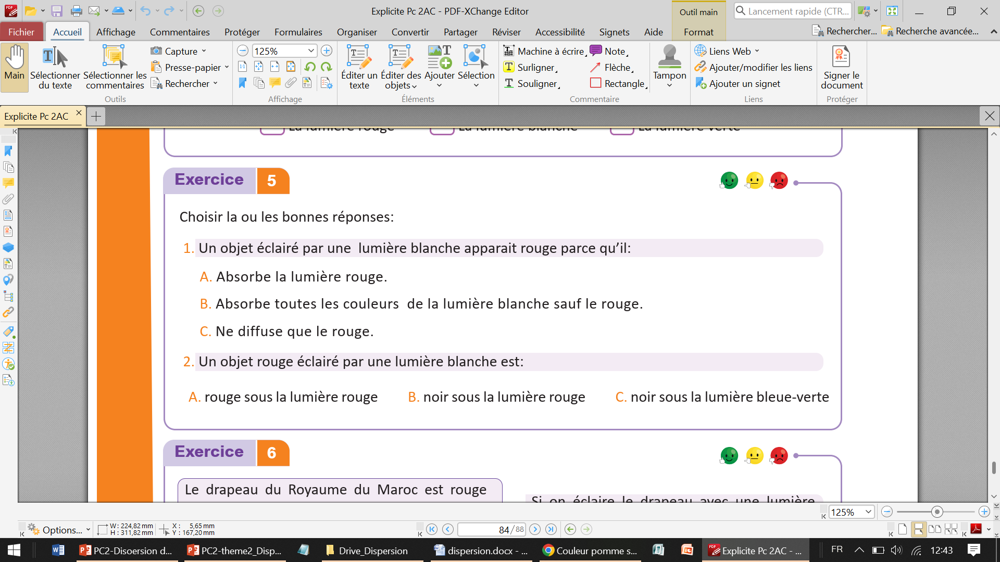 Explicite Pc 2AC - PDF-XChange Editor
Outil main
Lancement rapide (CTR...
Fichier
Accueil
Affichage
Commentaires
Protéger
Formulaires
Organiser
Convertir
Partager
Réviser
Accessibilité
Signets
Aide
Format
Rechercher...
Recherche avancée...
Main
Sélectionner du texte
Sélectionner les commentaires
Capture
Presse-papier
Rechercher
Outils
125%
Affichage
Éditer un texte
Éditer des objets
Ajouter
Sélection
Éléments
Machine à écrire
Surligner
Souligner
Note
Flèche
Rectangle
Commentaire
Tampon
Liens Web
Ajouter/modifier les liens
Ajouter un signet
Liens
Signer le document
Protéger
Explicite Pc 2AC
La lumière rouge La lumière blanche La lumière verte
Exercice 5
Choisir la ou les bonnes réponses:
1. Un objet éclairé par une lumière blanche apparait rouge parce qu’il:
A. Absorbe la lumière rouge.
B. Absorbe toutes les couleurs de la lumière blanche sauf le rouge.
C. Ne diffuse que le rouge.
2. Un objet rouge éclairé par une lumière blanche est:
A. rouge sous la lumière rouge B. noir sous la lumière rouge C. noir sous la lumière bleue-verte
Exercice 6
Le drapeau du Royaume du Maroc est rouge
Si on éclaire le drapeau avec une lumière
125%
Options...
W : 224,82 mm
H : 311,82 mm
X : 5,65 mm
Y : 167,20 mm
84 / 88
PC2-Disoersion d...
PC2-theme2_Disp...
Drive_Dispersion
dispersion.docx - ...
Couleur pomme s...
Explicite Pc 2AC - ...
FR
12:43